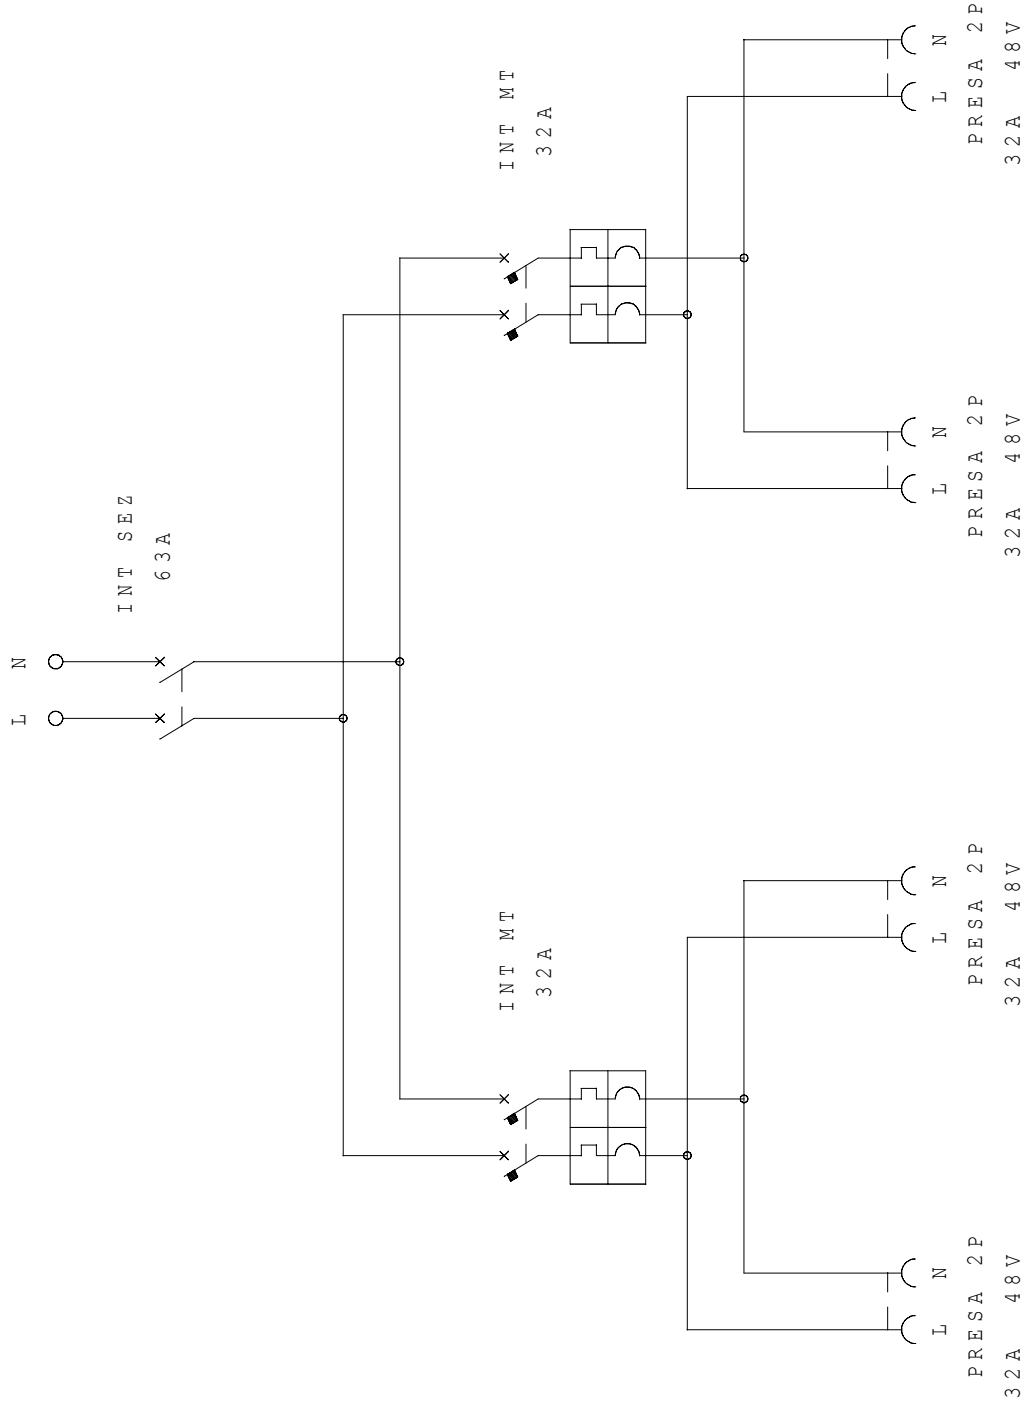 L N
INT SEZ
63A
INT MT
32A
INT MT
32A
L N
PRESA 2P
32A 48V
L N
PRESA 2P
32A 48V
L N
PRESA 2P
32A 48V
L N
PRESA 2P
32A 48V